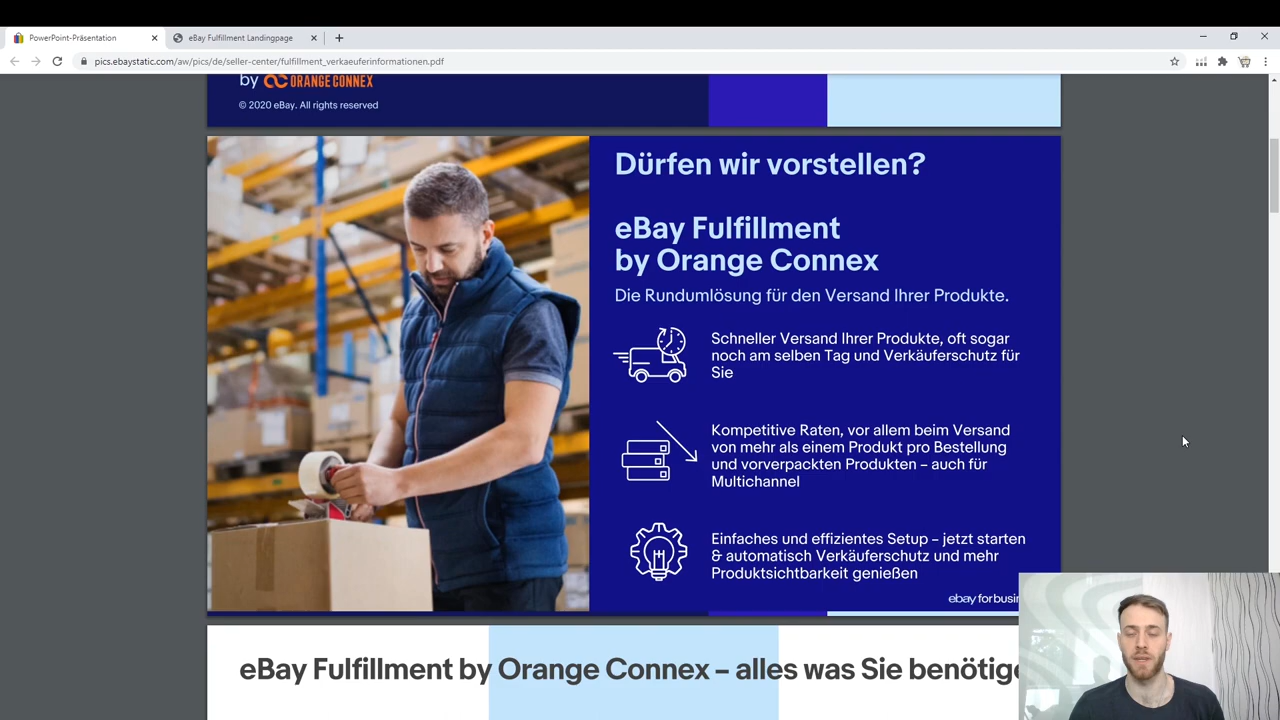 PowerPoint-Präsentation
eBay Fulfillment Landingpage
pics.ebaystatic.com/aw/pics/de/seller-center/fulfillment_verkaeuferinformationen.pdf
by ORANGE CONNEX
© 2020 eBay. All rights reserved
Dürfen wir vorstellen?
eBay Fulfillment
by Orange Connex
Die Rundumlösung für den Versand Ihrer Produkte.
Schneller Versand Ihrer Produkte, oft sogar
noch am selben Tag und Verkäuferschutz für
Sie
Kompetitive Raten, vor allem beim Versand
von mehr als einem Produkt pro Bestellung
und vorverpackten Produkten – auch für
Multichannel
Einfaches und effizientes Setup – jetzt starten
& automatisch Verkäuferschutz und mehr
Produktsichtbarkeit genießen
ebay for
eBay Fulfillment by Orange Connex – alles was Sie